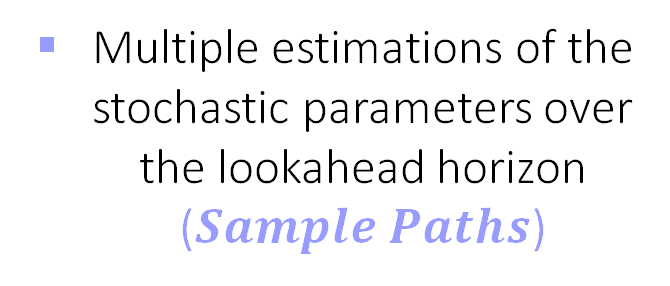 Multiple estimations of the
stochastic parameters over
the lookahead horizon
(Sample Paths)